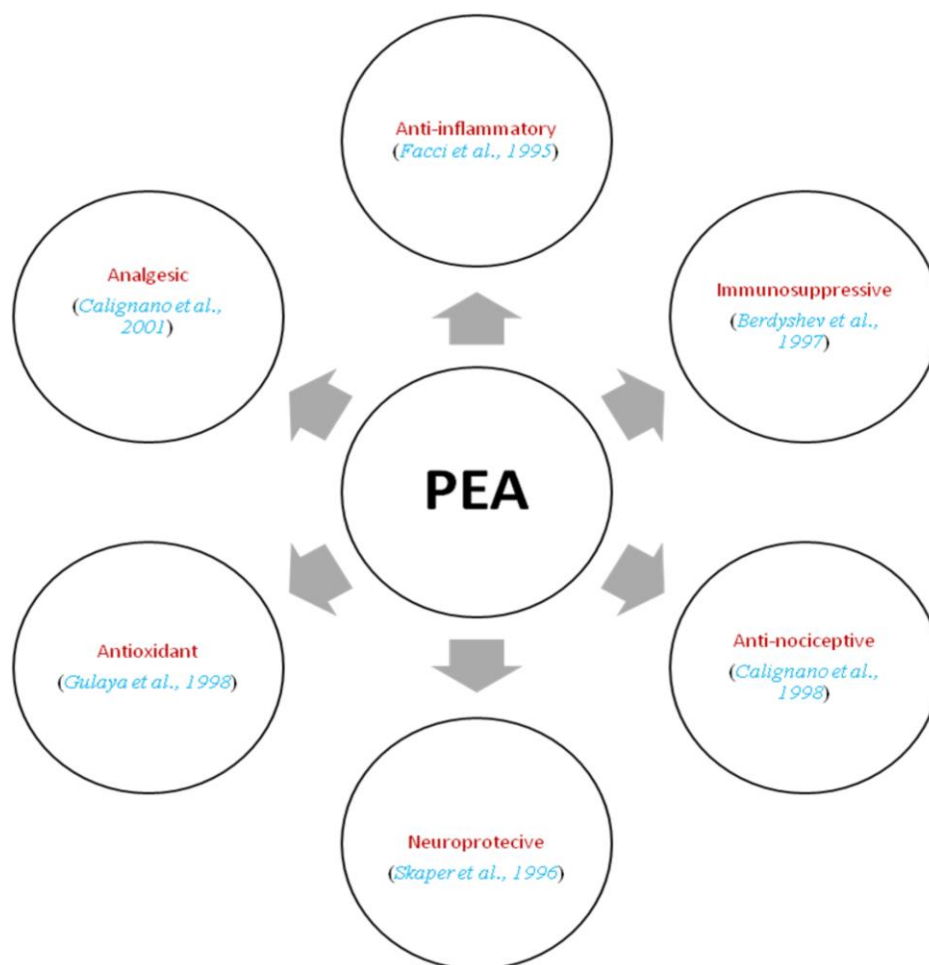 Anti-inflammatory
(Facci et al., 1995)
Analgesic
(Calignano et al.,
2001)
Immunosuppressive
(Berdyshev et al.,
1997)
PEA
Antioxidant
(Gulaya et al., 1998)
Anti-nociceptive
(Calignano et al.,
1998)
Neuroprotecive
(Skaper et al., 1996)